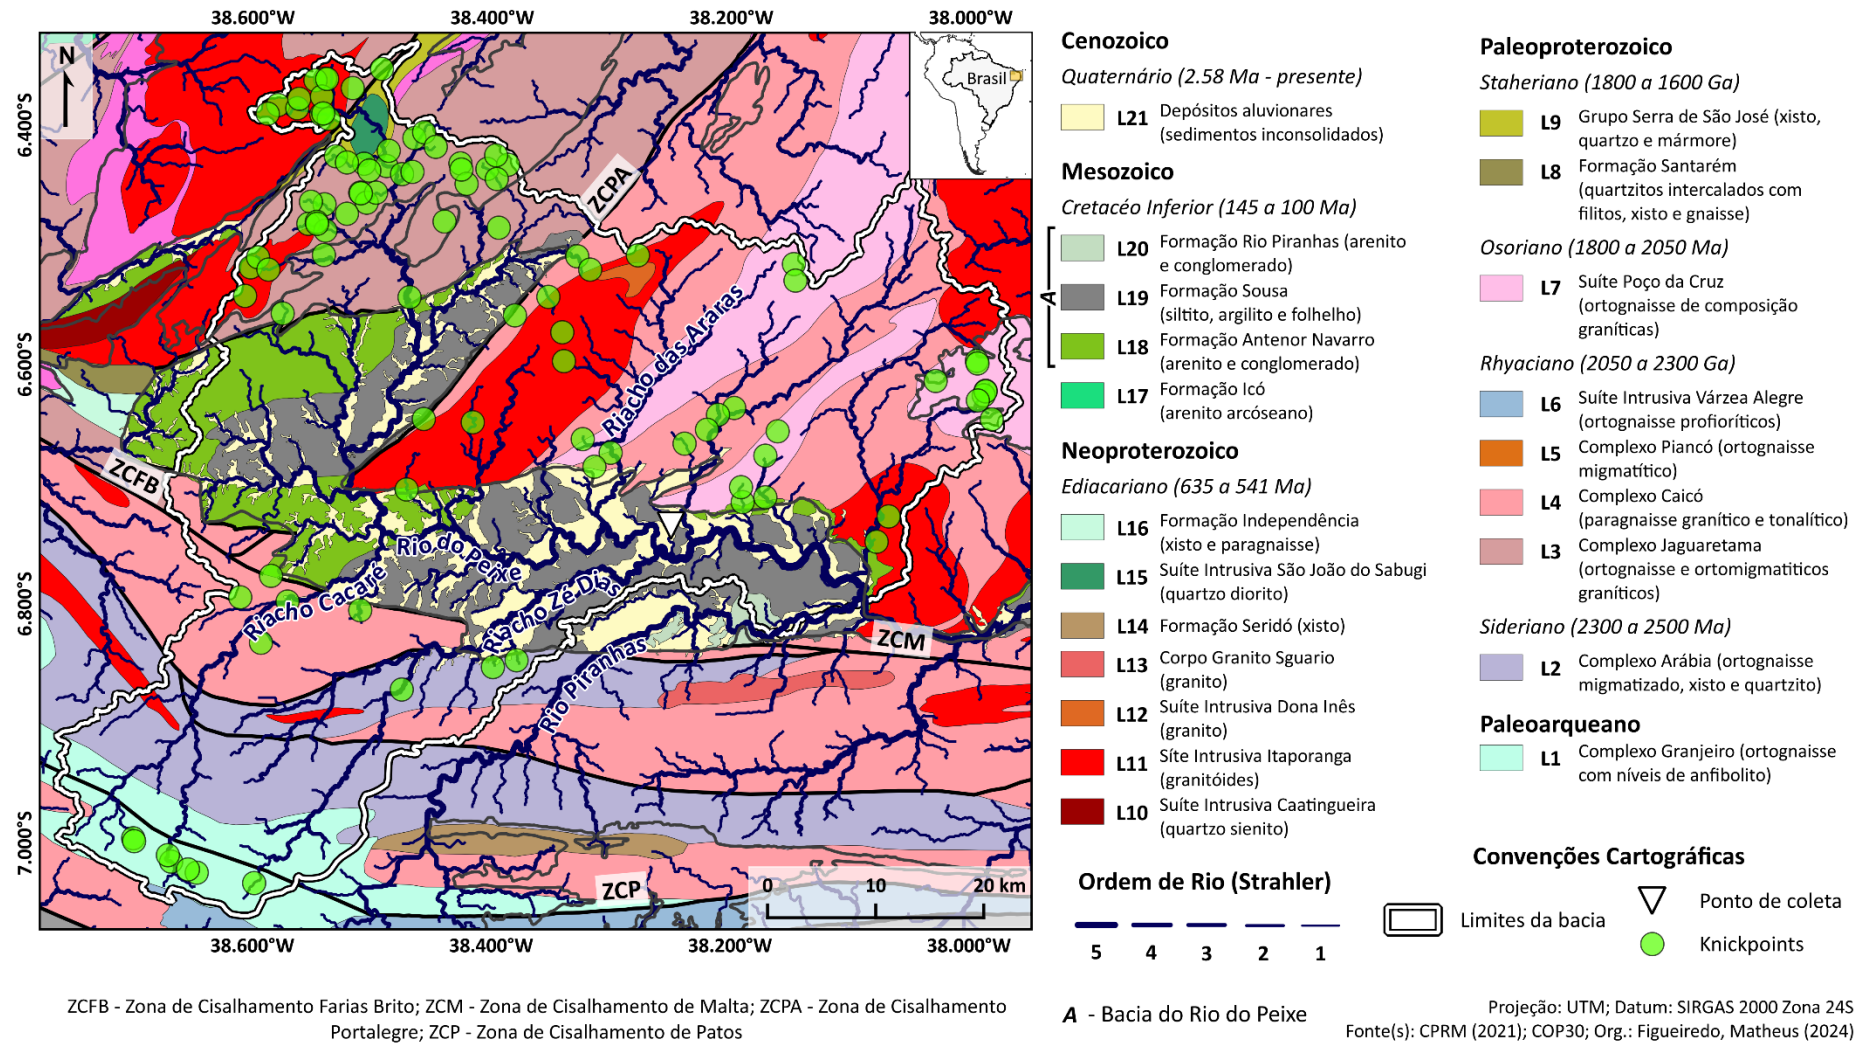 38.600°W 38.400°W 38.200°W 38.000°W
6.400°S
6.600°S
6.800°S
7.000°S
N
Brasil
ZCPA
ZCFB
ZCM
ZCP
Riacho das Araras
Rio do Peixe
Riacho Cacaré
Riacho Zé Dias
Rio Piranhas
0 10 20 km
38.600°W 38.400°W 38.200°W 38.000°W
ZCFB - Zona de Cisalhamento Farias Brito; ZCM - Zona de Cisalhamento de Malta; ZCPA - Zona de Cisalhamento
Portalegre; ZCP - Zona de Cisalhamento de Patos
Cenozoico
Quaternário (2.58 Ma - presente)
L21 Depósitos aluvionares
(sedimentos inconsolidados)
Mesozoico
Cretacéo Inferior (145 a 100 Ma)
A
L20 Formação Rio Piranhas (arenito
e conglomerado)
L19 Formação Sousa
(siltito, argilito e folhelho)
L18 Formação Antenor Navarro
(arenito e conglomerado)
L17 Formação Icó
(arenito arcóseano)
Neoproterozoico
Ediacariano (635 a 541 Ma)
L16 Formação Independência
(xisto e paragnaisse)
L15 Suíte Intrusiva São João do Sabugi
(quartzo diorito)
L14 Formação Seridó (xisto)
L13 Corpo Granito Sguario
(granito)
L12 Suíte Intrusiva Dona Inês
(granito)
L11 Síte Intrusiva Itaporanga
(granitóides)
L10 Suíte Intrusiva Caatingueira
(quartzo sienito)
Ordem de Rio (Strahler)
5 4 3 2 1
A - Bacia do Rio do Peixe
Paleoproterozoico
Staheriano (1800 a 1600 Ga)
L9 Grupo Serra de São José (xisto,
quartzo e mármore)
L8 Formação Santarém
(quartzitos intercalados com
filitos, xisto e gnaisse)
Osoriano (1800 a 2050 Ma)
L7 Suíte Poço da Cruz
(ortognaisse de composição
graníticas)
Rhyaciano (2050 a 2300 Ga)
L6 Suíte Intrusiva Várzea Alegre
(ortognaisse profioríticos)
L5 Complexo Piancó (ortognaisse
migmatítico)
L4 Complexo Caicó
(paragnaisse granítico e tonalítico)
L3 Complexo Jaguaretama
(ortognaisse e ortomigmatiticos
graníticos)
Sideriano (2300 a 2500 Ma)
L2 Complexo Arábia (ortognaisse
migmatizado, xisto e quartzito)
Paleoarqueano
L1 Complexo Granjeiro (ortognaisse
com níveis de anfibolito)
Convenções Cartográficas
Limites da bacia
Ponto de coleta
Knickpoints
Projeção: UTM; Datum: SIRGAS 2000 Zona 24S
Fonte(s): CPRM (2021); COP30; Org.: Figueiredo, Matheus (2024)